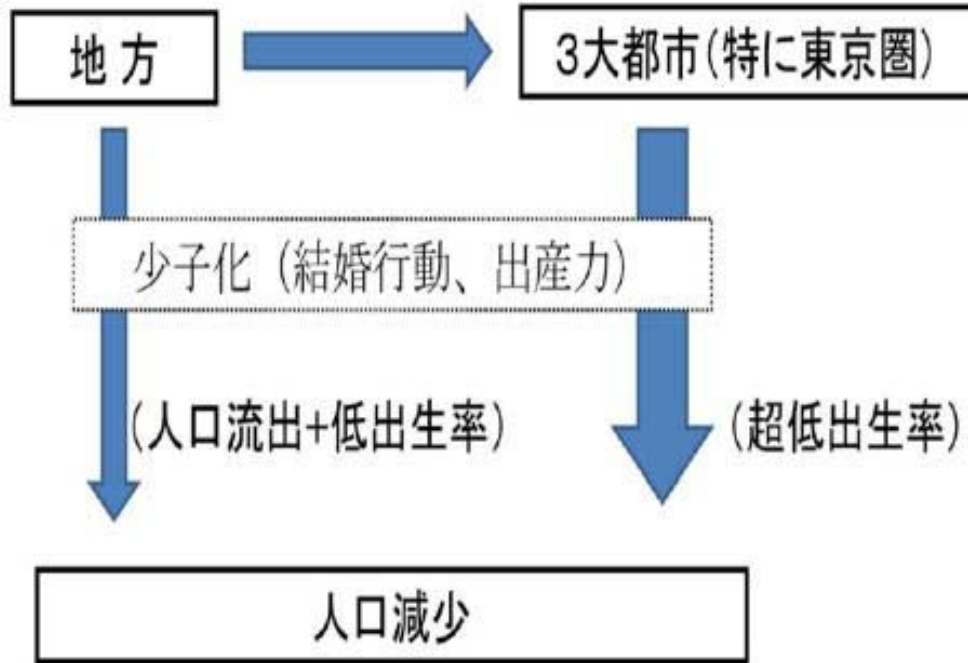 地方
3大都市(特に東京圏)
少子化(結婚行動、出産力)
(人口流出+低出生率)
(超低出生率)
人口減少